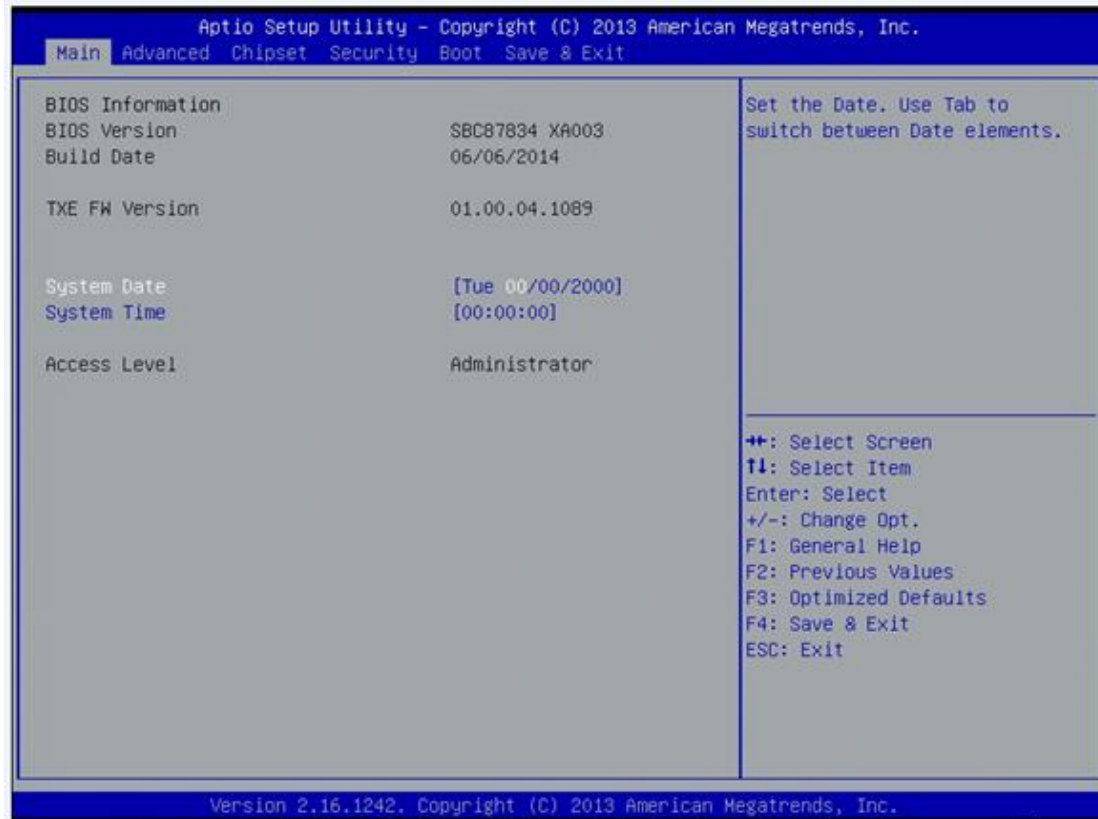 Aptio Setup Utility – Copyright (C) 2013 American Megatrends, Inc.
Main Advanced Chipset Security Boot Save & Exit
BIOS Information
BIOS Version SBC87834 XA003
Build Date 06/06/2014
TXE FW Version 01.00.04.1089
System Date [Tue 00/00/2000]
System Time [00:00:00]
Access Level Administrator
Set the Date. Use Tab to
switch between Date elements.
→←: Select Screen
↑↓: Select Item
Enter: Select
+/-: Change Opt.
F1: General Help
F2: Previous Values
F3: Optimized Defaults
F4: Save & Exit
ESC: Exit
Version 2.16.1242. Copyright (C) 2013 American Megatrends, Inc.